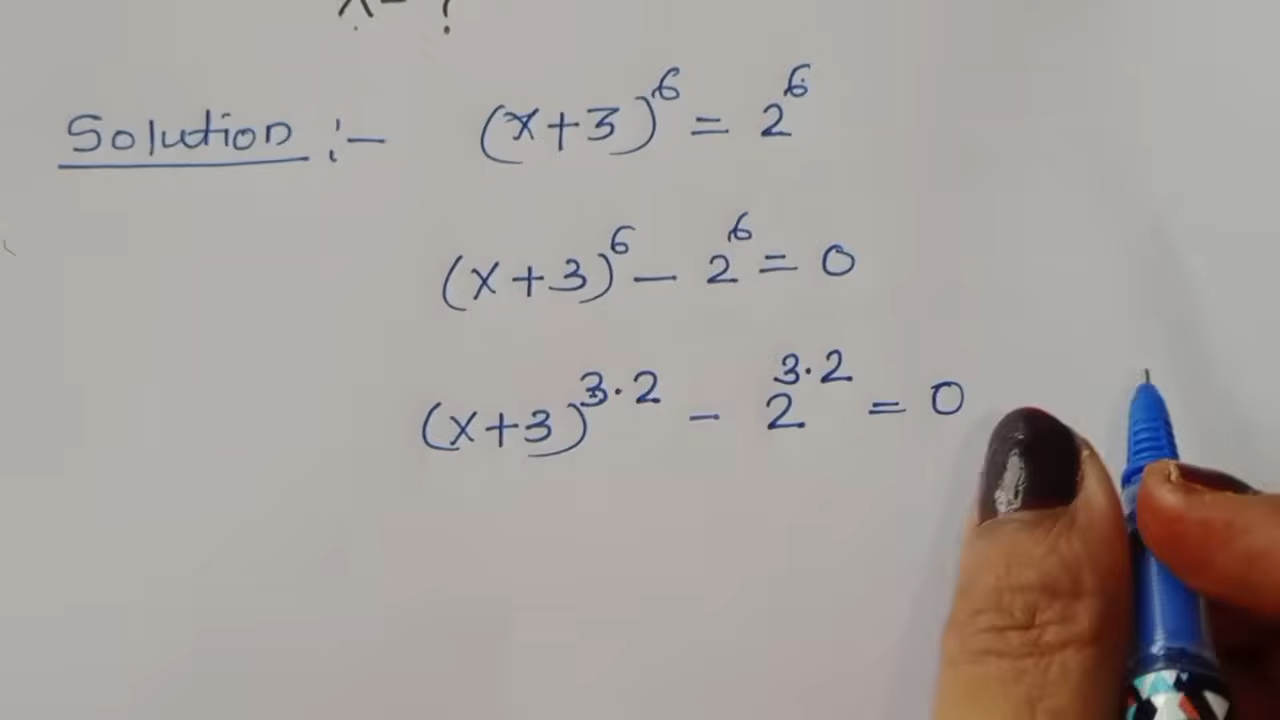 x = ?
Solution :- (x+3)^6 = 2^6
(x+3)^6 - 2^6 = 0
(x+3)^{3·2} - 2^{3·2} = 0